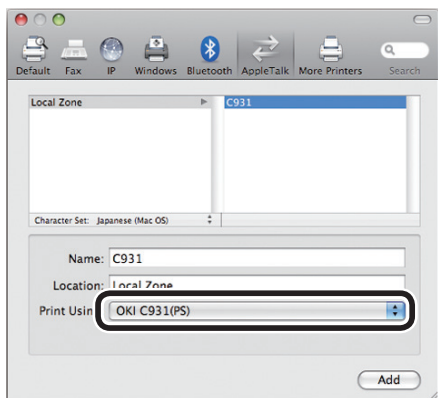 Default Fax IP Windows Bluetooth AppleTalk More Printers Search
Local Zone C931
Character Set: Japanese (Mac OS)
Name: C931
Location: Local Zone
Print Usin OKI C931(PS)
Add